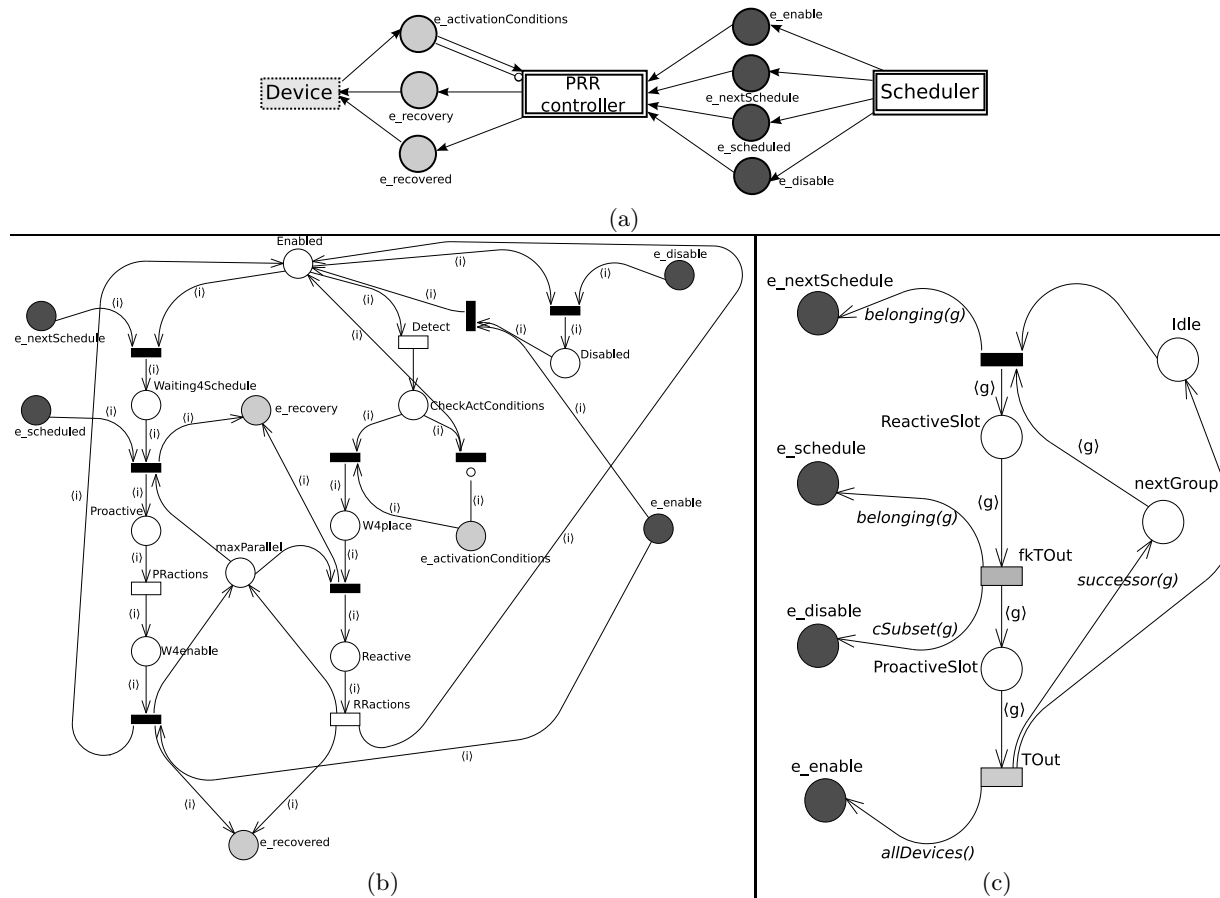 e_activationConditions
e_enable
Device
PRR
controller
Scheduler
e_recovery
e_nextSchedule
e_scheduled
e_recovered
e_disable
(a)
Enabled
e_disable
⟨i⟩
⟨i⟩
⟨i⟩
⟨i⟩
⟨i⟩
⟨i⟩
e_nextSchedule
Detect
⟨i⟩
⟨i⟩
⟨i⟩
Disabled
⟨i⟩
Waiting4Schedule
e_scheduled
⟨i⟩
⟨i⟩
e_recovery
CheckActConditions
⟨i⟩
⟨i⟩
⟨i⟩
⟨i⟩
⟨i⟩
⟨i⟩
⟨i⟩
⟨i⟩
⟨i⟩
⟨i⟩
e_enable
Proactive
W4place
e_activationConditions
⟨i⟩
maxParallel
⟨i⟩
⟨i⟩
PRactions
⟨i⟩
⟨i⟩
W4enable
Reactive
⟨i⟩
⟨i⟩
RRactions
⟨i⟩
⟨i⟩
⟨i⟩
e_recovered
(b)
e_nextSchedule
belonging(g)
Idle
⟨g⟩
ReactiveSlot
⟨g⟩
e_schedule
nextGroup
⟨g⟩
belonging(g)
fkTOut
successor(g)
e_disable
⟨g⟩
cSubset(g)
ProactiveSlot
⟨g⟩
TOut
e_enable
allDevices()
(c)